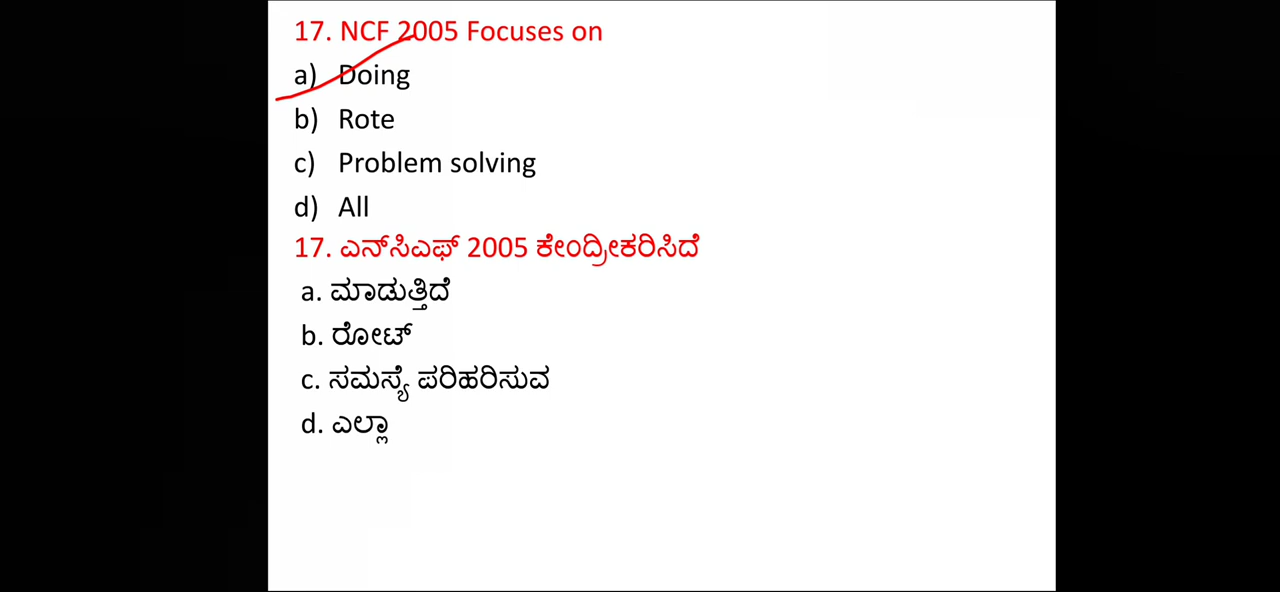 17. NCF 2005 Focuses on
a) Doing
b) Rote
c) Problem solving
d) All
17. ಎನ್‌ಸಿಎಫ್ 2005 ಕೇಂದ್ರೀಕರಿಸಿದೆ
a. ಮಾಡುತ್ತಿದೆ
b. ರೋಟ್
c. ಸಮಸ್ಯೆ ಪರಿಹರಿಸುವ
d. ಎಲ್ಲಾ